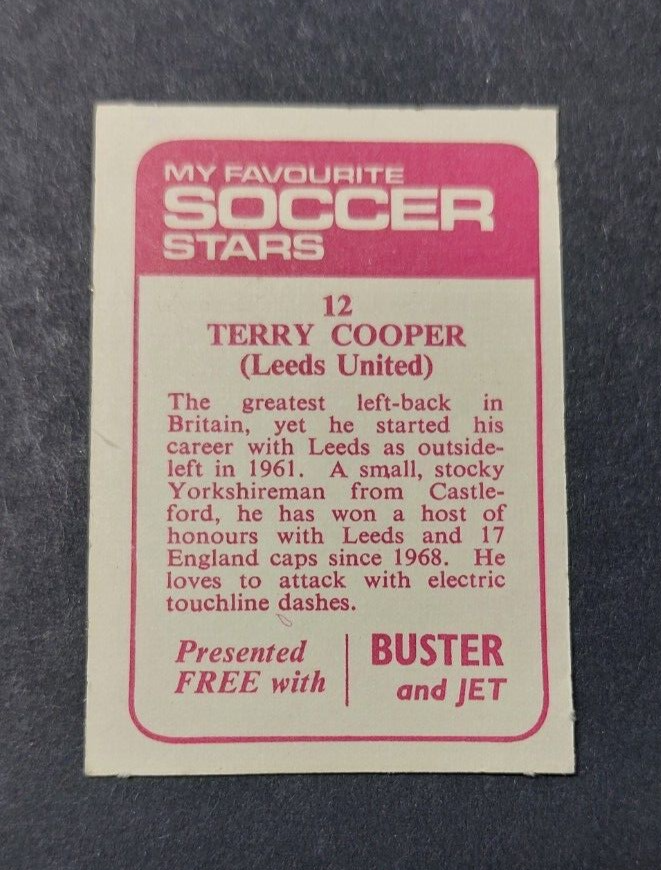 MY FAVOURITE
SOCCER
STARS
12
TERRY COOPER
(Leeds United)
The greatest left-back in
Britain, yet he started his
career with Leeds as outside-
left in 1961. A small, stocky
Yorkshireman from Castle-
ford, he has won a host of
honours with Leeds and 17
England caps since 1968. He
loves to attack with electric
touchline dashes.
Presented
FREE with
BUSTER
and JET